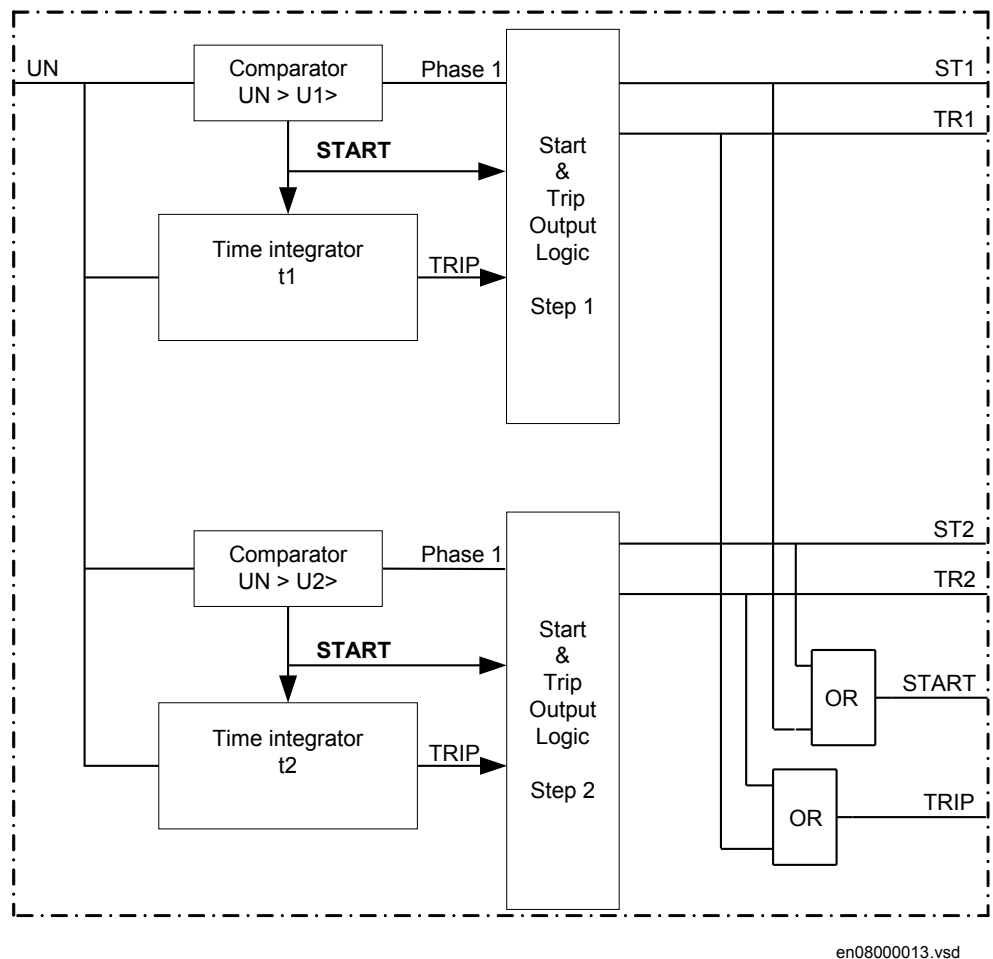 UN
Comparator
UN > U1>
Phase 1
ST1
TR1
START
Start
&
Trip
Output
Logic
Step 1
Time integrator
t1
TRIP
ST2
Comparator
UN > U2>
Phase 1
TR2
START
Start
&
Trip
Output
Logic
Step 2
Time integrator
t2
TRIP
OR
START
OR
TRIP
en08000013.vsd